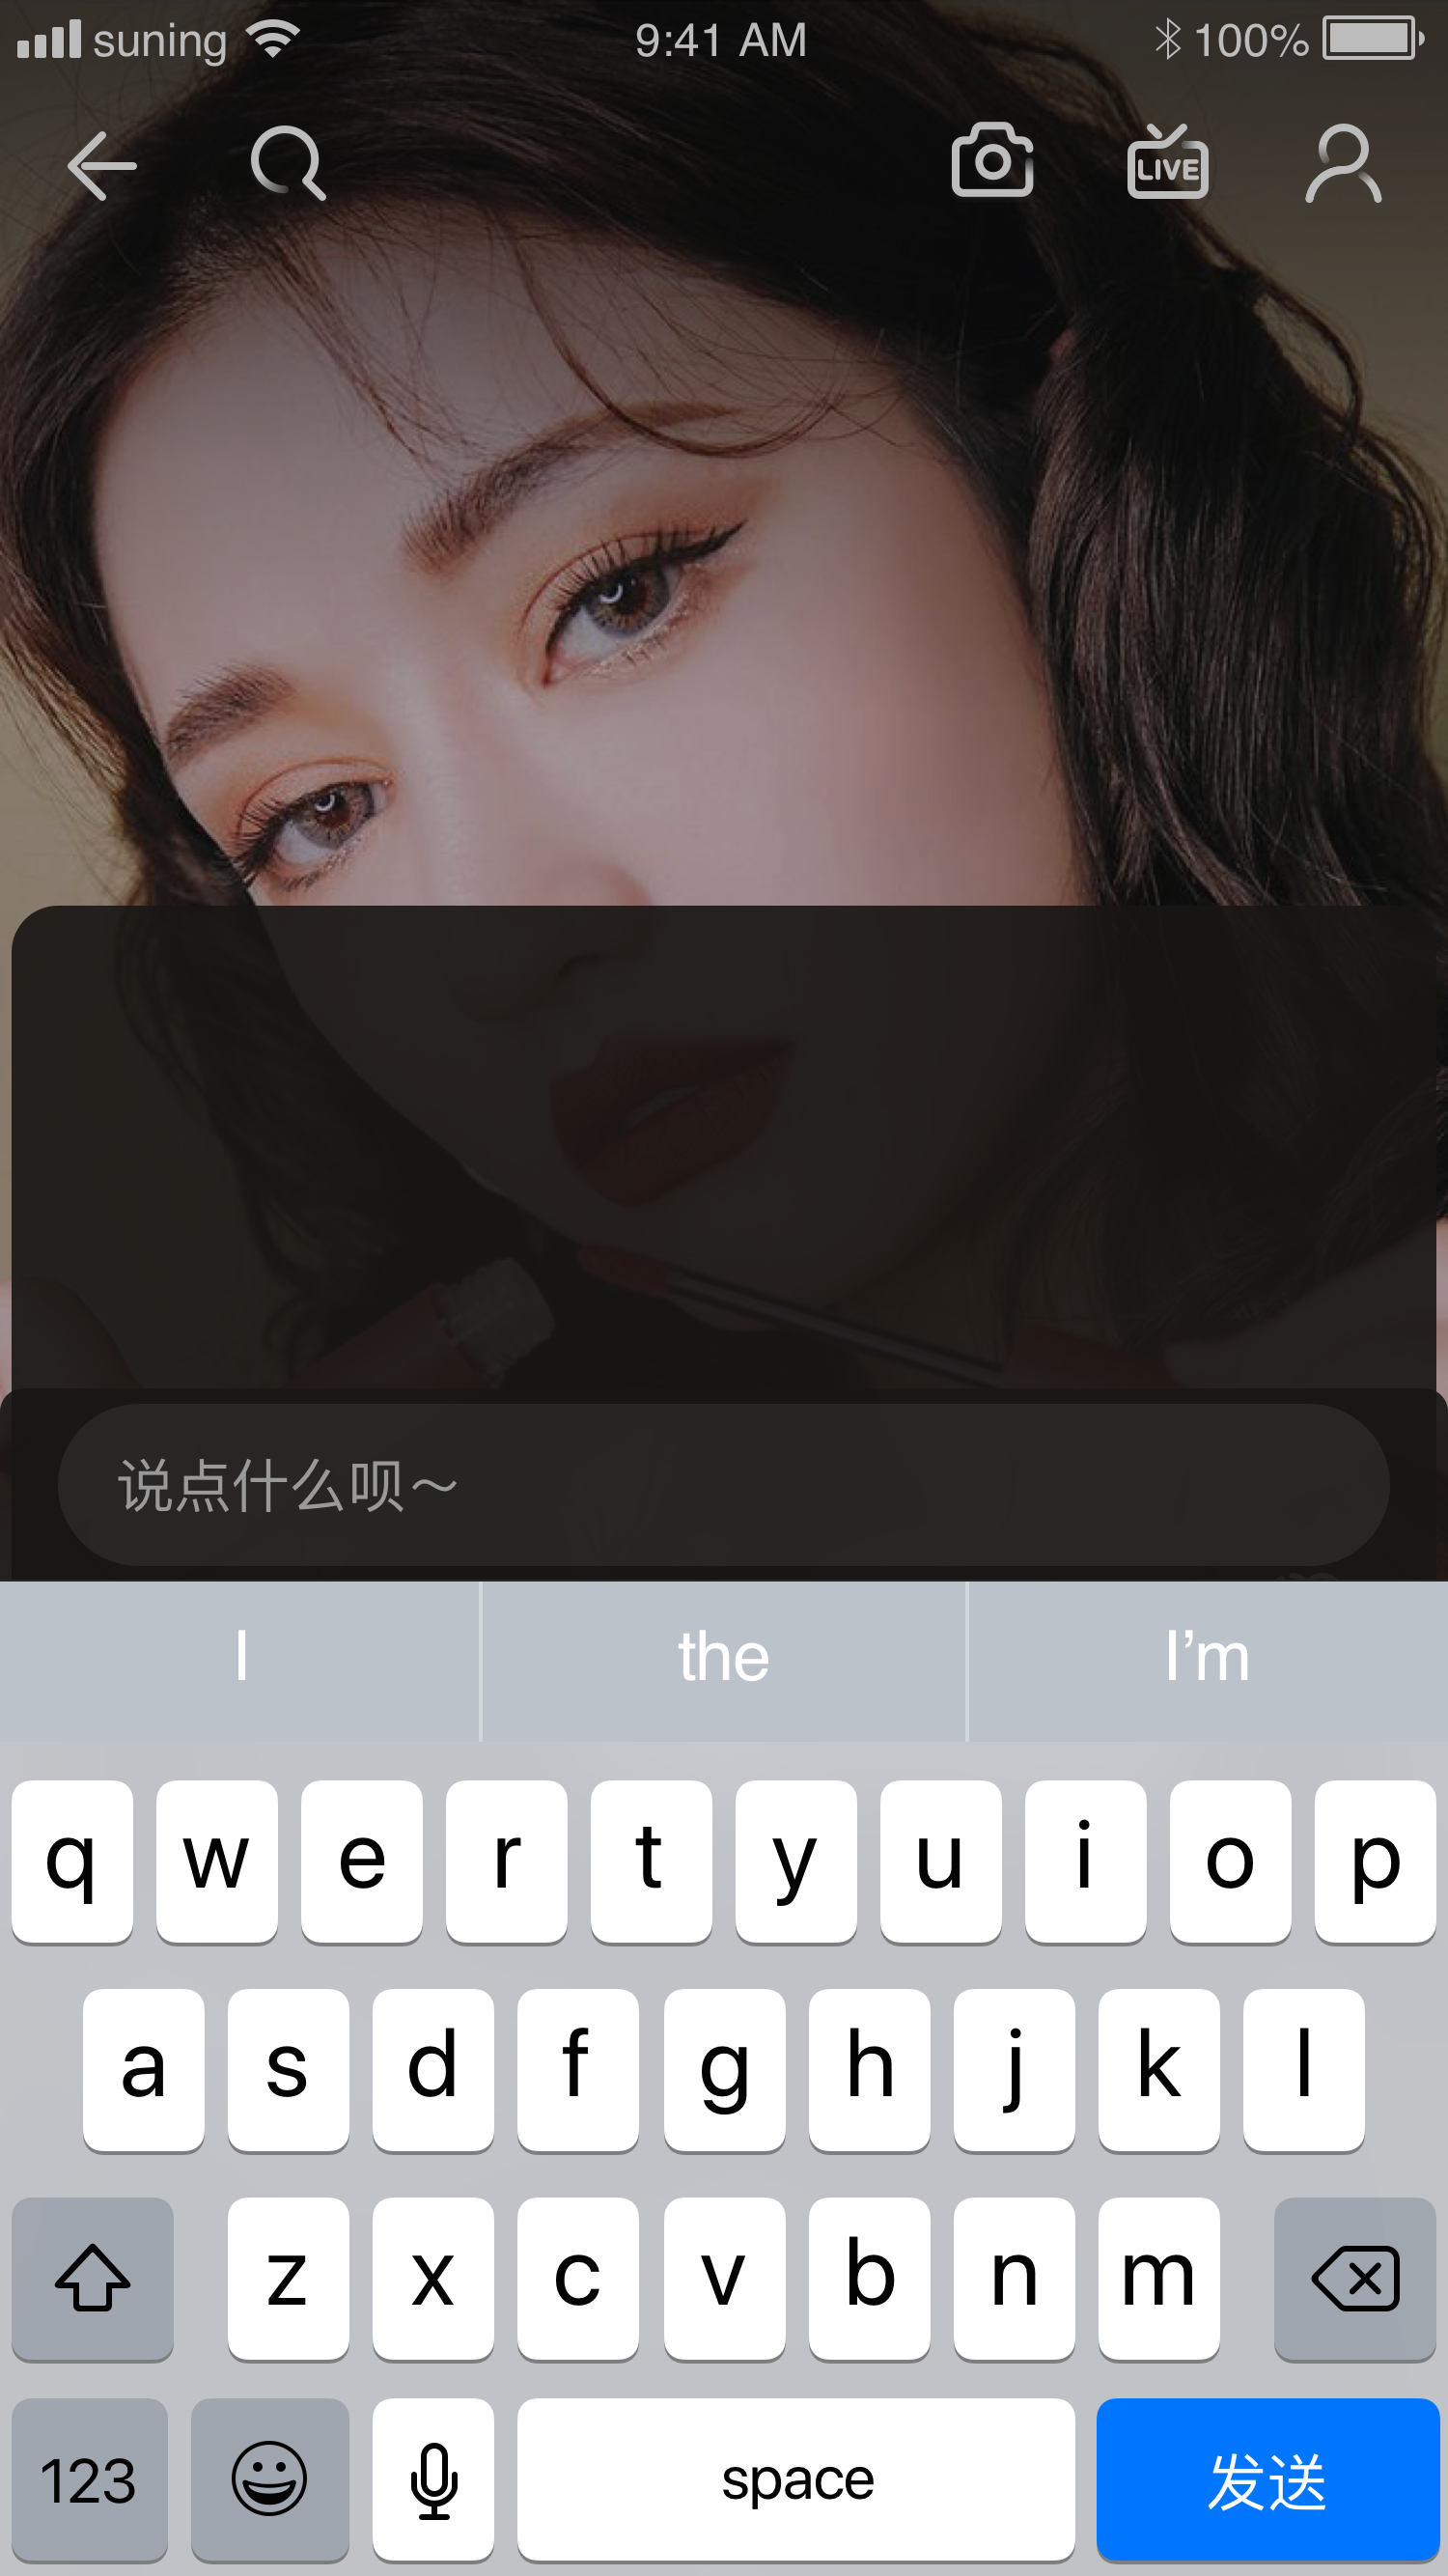 suning 9:41 AM 100%
LIVE
说点什么呗～
I the I’m
q w e r t y u i o p
a s d f g h j k l
z x c v b n m
123 space 发送